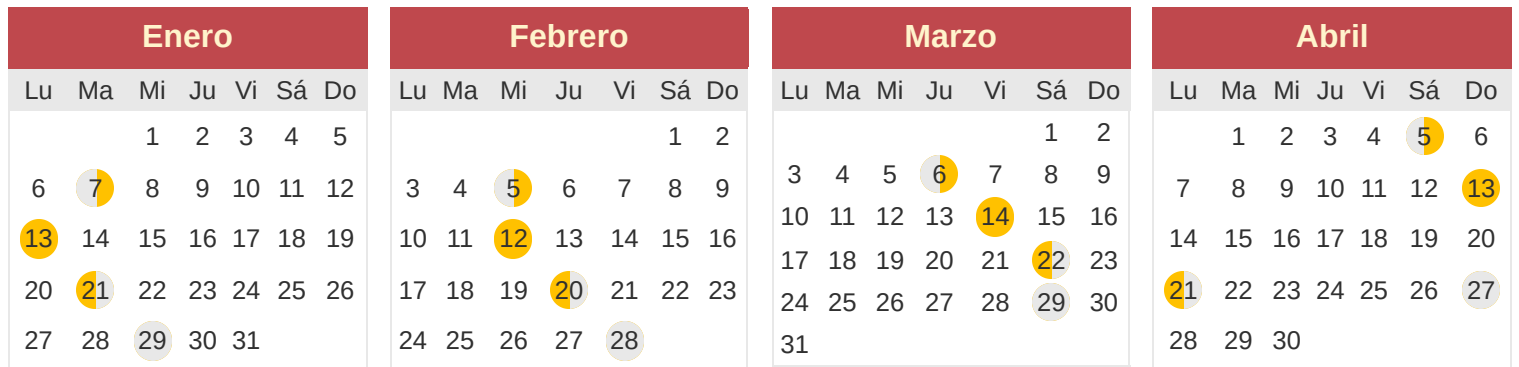 Enero
Lu Ma Mi Ju Vi Sá Do
1 2 3 4 5
6 7 8 9 10 11 12
13 14 15 16 17 18 19
20 21 22 23 24 25 26
27 28 29 30 31
Febrero
Lu Ma Mi Ju Vi Sá Do
1 2
3 4 5 6 7 8 9
10 11 12 13 14 15 16
17 18 19 20 21 22 23
24 25 26 27 28
Marzo
Lu Ma Mi Ju Vi Sá Do
1 2
3 4 5 6 7 8 9
10 11 12 13 14 15 16
17 18 19 20 21 22 23
24 25 26 27 28 29 30
31
Abril
Lu Ma Mi Ju Vi Sá Do
1 2 3 4 5 6
7 8 9 10 11 12 13
14 15 16 17 18 19 20
21 22 23 24 25 26 27
28 29 30